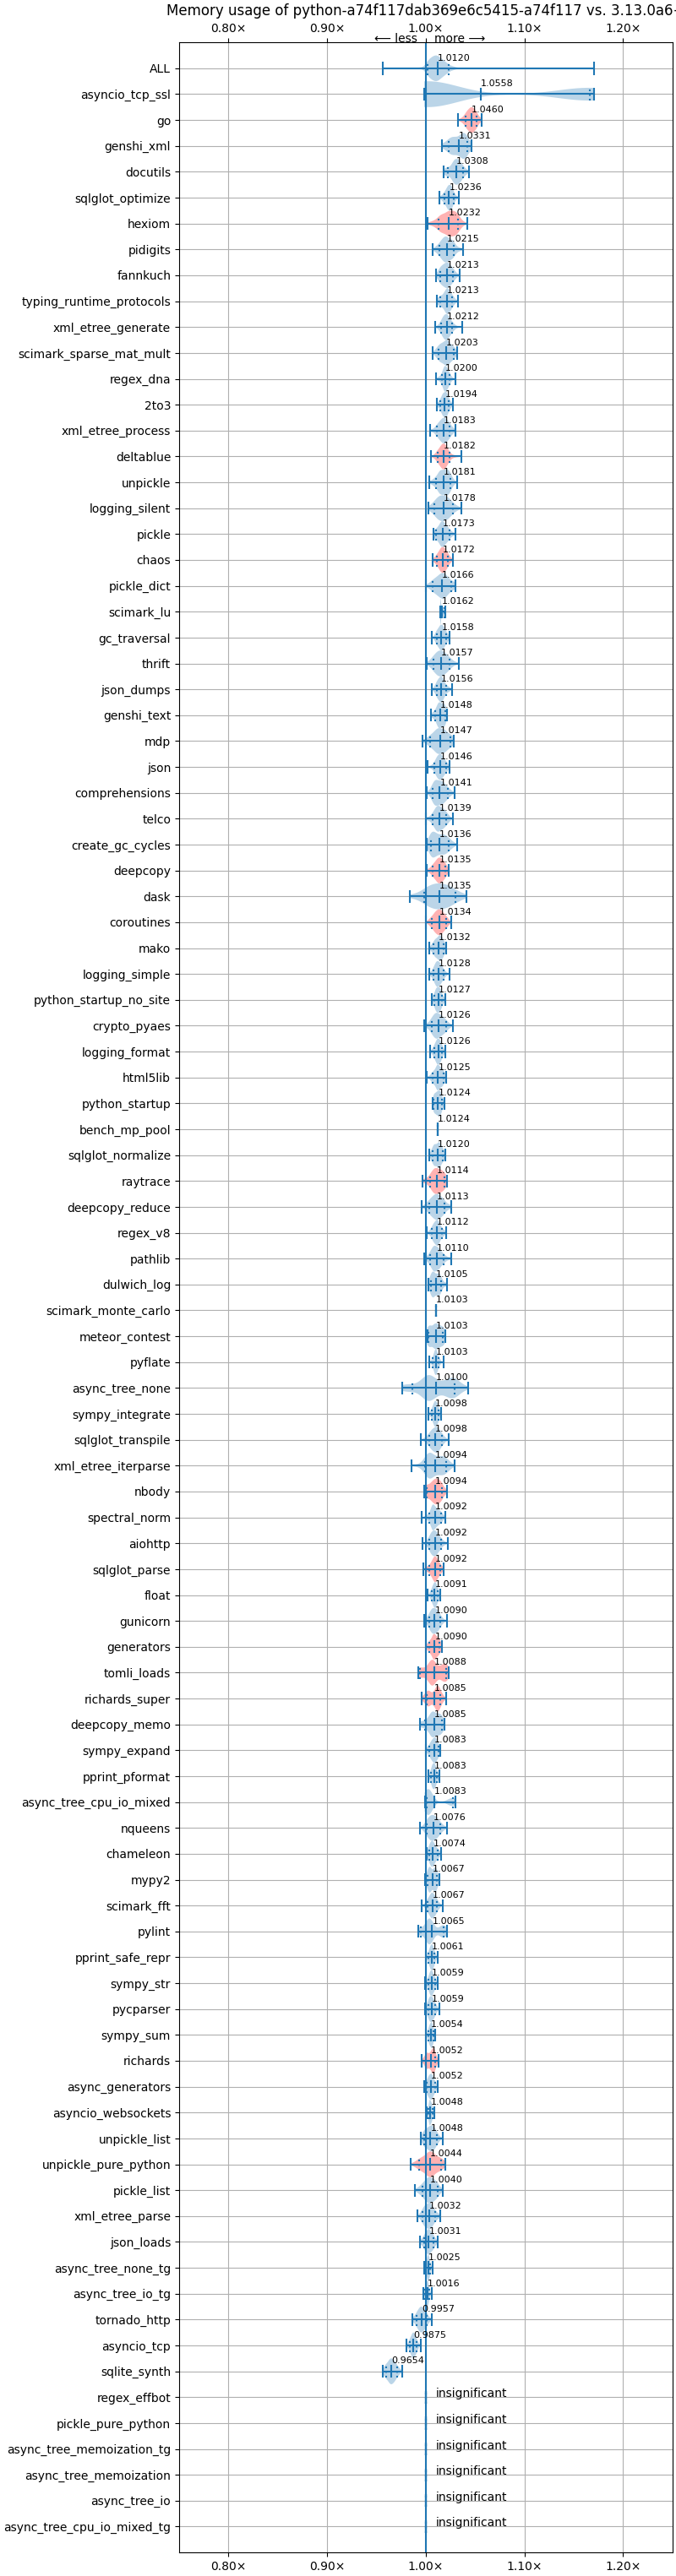 Memory usage of python-a74f117dab369e6c5415-a74f117 vs. 3.13.0a6-
0.80× 0.90× 1.00× 1.10× 1.20×
⟵ less more ⟶
ALL 1.0120
asyncio_tcp_ssl 1.0558
go 1.0460
genshi_xml 1.0331
docutils 1.0308
sqlglot_optimize 1.0236
hexiom 1.0232
pidigits 1.0215
fannkuch 1.0213
typing_runtime_protocols 1.0213
xml_etree_generate 1.0212
scimark_sparse_mat_mult 1.0203
regex_dna 1.0200
2to3 1.0194
xml_etree_process 1.0183
deltablue 1.0182
unpickle 1.0181
logging_silent 1.0178
pickle 1.0173
chaos 1.0172
pickle_dict 1.0166
scimark_lu 1.0162
gc_traversal 1.0158
thrift 1.0157
json_dumps 1.0156
genshi_text 1.0148
mdp 1.0147
json 1.0146
comprehensions 1.0141
telco 1.0139
create_gc_cycles 1.0136
deepcopy 1.0135
dask 1.0135
coroutines 1.0134
mako 1.0132
logging_simple 1.0128
python_startup_no_site 1.0127
crypto_pyaes 1.0126
logging_format 1.0126
html5lib 1.0125
python_startup 1.0124
bench_mp_pool 1.0124
sqlglot_normalize 1.0120
raytrace 1.0114
deepcopy_reduce 1.0113
regex_v8 1.0112
pathlib 1.0110
dulwich_log 1.0105
scimark_monte_carlo 1.0103
meteor_contest 1.0103
pyflate 1.0103
async_tree_none 1.0100
sympy_integrate 1.0098
sqlglot_transpile 1.0098
xml_etree_iterparse 1.0094
nbody 1.0094
spectral_norm 1.0092
aiohttp 1.0092
sqlglot_parse 1.0092
float 1.0091
gunicorn 1.0090
generators 1.0090
tomli_loads 1.0088
richards_super 1.0085
deepcopy_memo 1.0085
sympy_expand 1.0083
pprint_pformat 1.0083
async_tree_cpu_io_mixed 1.0083
nqueens 1.0076
chameleon 1.0074
mypy2 1.0067
scimark_fft 1.0067
pylint 1.0065
pprint_safe_repr 1.0061
sympy_str 1.0059
pycparser 1.0059
sympy_sum 1.0054
richards 1.0052
async_generators 1.0052
asyncio_websockets 1.0048
unpickle_list 1.0048
unpickle_pure_python 1.0044
pickle_list 1.0040
xml_etree_parse 1.0032
json_loads 1.0031
async_tree_none_tg 1.0025
async_tree_io_tg 1.0016
tornado_http 0.9957
asyncio_tcp 0.9875
sqlite_synth 0.9654
regex_effbot insignificant
pickle_pure_python insignificant
async_tree_memoization_tg insignificant
async_tree_memoization insignificant
async_tree_io insignificant
async_tree_cpu_io_mixed_tg insignificant
0.80× 0.90× 1.00× 1.10× 1.20×